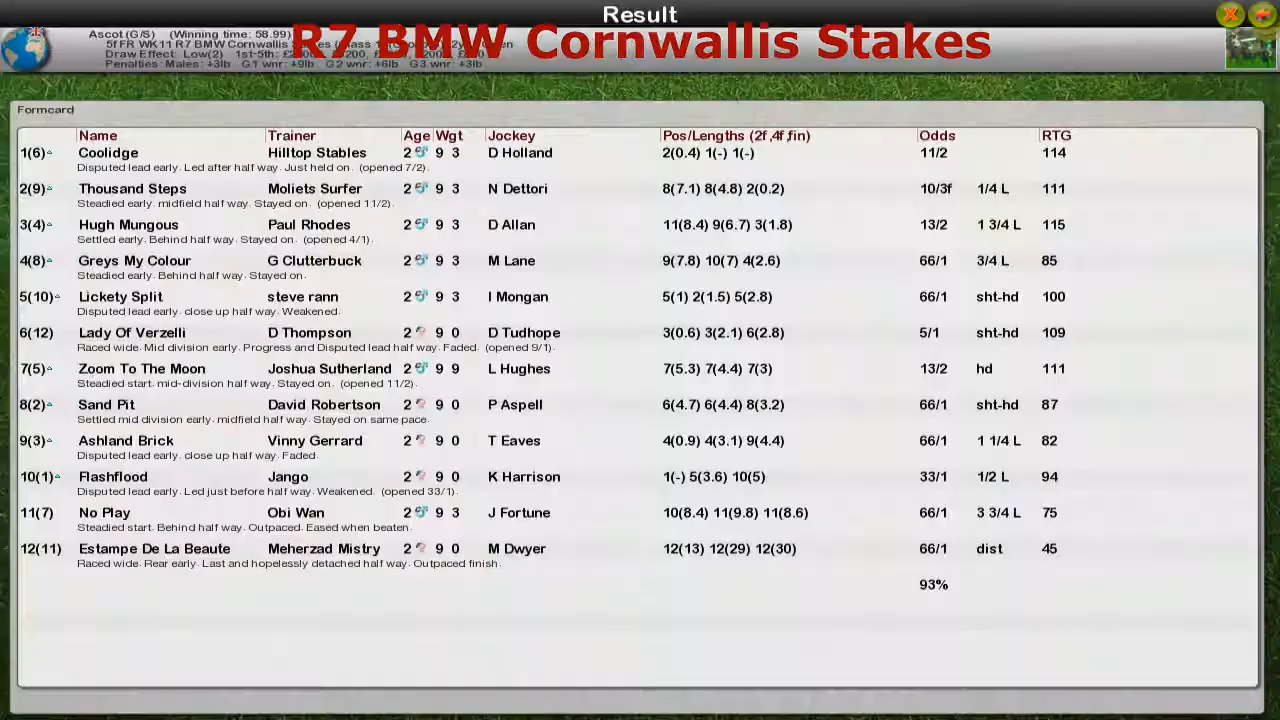 Result
R7 BMW Cornwallis Stakes
Ascot (G/S) (Winning time: 58.99)
5f FR WK11 R7 BMW Cornwallis
Draw Effect: Low(2) 1st-5th:
Penalties: Males: +3lb G1 wnr: +9lb G2 wnr: +6lb G3 wnr: +3lb
Formcard
Name Trainer Age Wgt Jockey Pos/Lengths (2f,4f,fin) Odds RTG
1(6) Coolidge Hilltop Stables 2 9 3 D Holland 2(0.4) 1(-) 1(-) 11/2 114
Disputed lead early. Led after half way. Just held on. (opened 7/2).
2(9) Thousand Steps Moliets Surfer 2 9 3 N Dettori 8(7.1) 8(4.8) 2(0.2) 10/3f 1/4 L 111
Steadied early. midfield half way. Stayed on. (opened 11/2).
3(4) Hugh Mungous Paul Rhodes 2 9 3 D Allan 11(8.4) 9(6.7) 3(1.8) 13/2 1 3/4 L 115
Settled early. Behind half way. Stayed on. (opened 4/1).
4(8) Greys My Colour G Clutterbuck 2 9 3 M Lane 9(7.8) 10(7) 4(2.6) 66/1 3/4 L 85
Steadied early. Behind half way. Stayed on.
5(10) Lickety Split steve rann 2 9 3 I Mongan 5(1) 2(1.5) 5(2.8) 66/1 sht-hd 100
Disputed lead early. close up half way. Weakened.
6(12) Lady Of Verzelli D Thompson 2 9 0 D Tudhope 3(0.6) 3(2.1) 6(2.8) 5/1 sht-hd 109
Raced wide. Mid division early. Progress and Disputed lead half way. Faded. (opened 9/1).
7(5) Zoom To The Moon Joshua Sutherland 2 9 9 L Hughes 7(5.3) 7(4.4) 7(3) 13/2 hd 111
Steadied start. mid-division half way. Stayed on. (opened 11/2).
8(2) Sand Pit David Robertson 2 9 0 P Aspell 6(4.7) 6(4.4) 8(3.2) 66/1 sht-hd 87
Settled mid division early. midfield half way. Stayed on same pace.
9(3) Ashland Brick Vinny Gerrard 2 9 0 T Eaves 4(0.9) 4(3.1) 9(4.4) 66/1 1 1/4 L 82
Disputed lead early. close up half way. Faded.
10(1) Flashflood Jango 2 9 0 K Harrison 1(-) 5(3.6) 10(5) 33/1 1/2 L 94
Disputed lead early. Led just before half way. Weakened. (opened 33/1).
11(7) No Play Obi Wan 2 9 3 J Fortune 10(8.4) 11(9.8) 11(8.6) 66/1 3 3/4 L 75
Steadied start. Behind half way. Outpaced. Eased when beaten.
12(11) Estampe De La Beaute Meherzad Mistry 2 9 0 M Dwyer 12(13) 12(29) 12(30) 66/1 dist 45
Raced wide. Rear early. Last and hopelessly detached half way. Outpaced finish.
93%